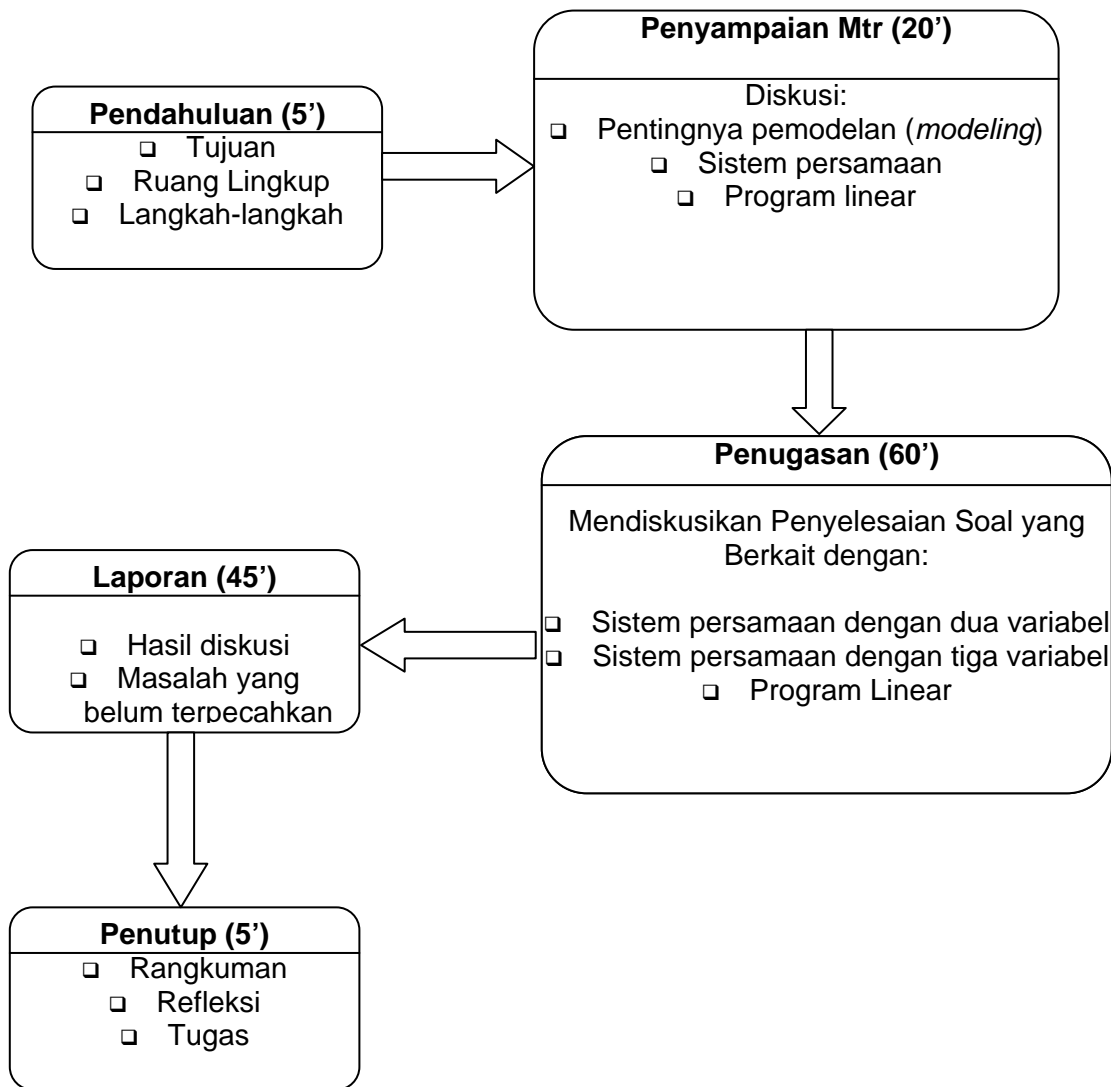 Pendahuluan (5’)
❑ Tujuan
❑ Ruang Lingkup
❑ Langkah-langkah
Penyampaian Mtr (20’)
Diskusi:
❑ Pentingnya pemodelan (modeling)
❑ Sistem persamaan
❑ Program linear
Penugasan (60’)
Mendiskusikan Penyelesaian Soal yang
Berkait dengan:
❑ Sistem persamaan dengan dua variabel
❑ Sistem persamaan dengan tiga variabel
❑ Program Linear
Laporan (45’)
❑ Hasil diskusi
❑ Masalah yang
belum terpecahkan
Penutup (5’)
❑ Rangkuman
❑ Refleksi
❑ Tugas